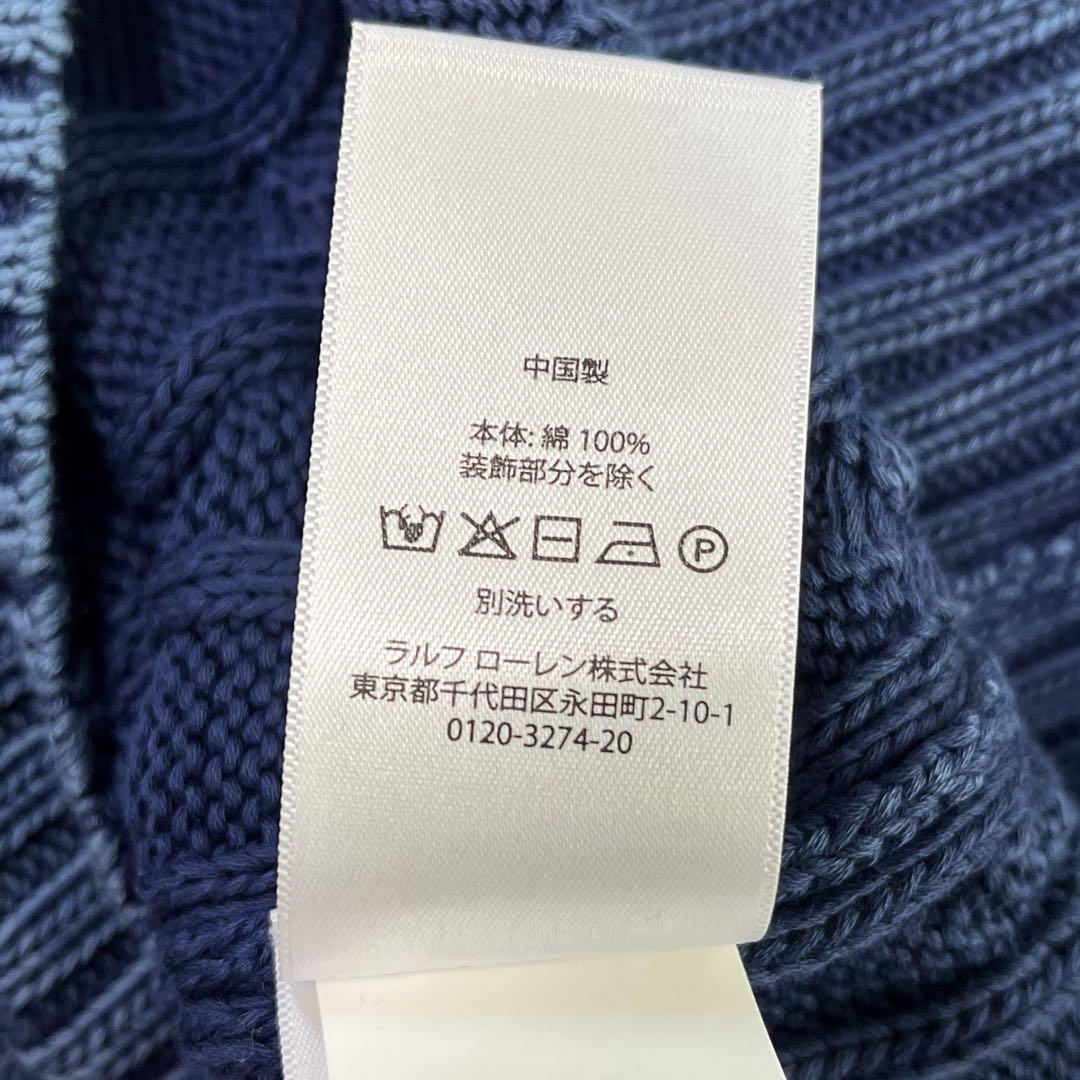 中国製
本体: 綿 100%
装飾部分を除く
P
別洗いする
ラルフ ローレン株式会社
東京都千代田区永田町2-10-1
0120-3274-20